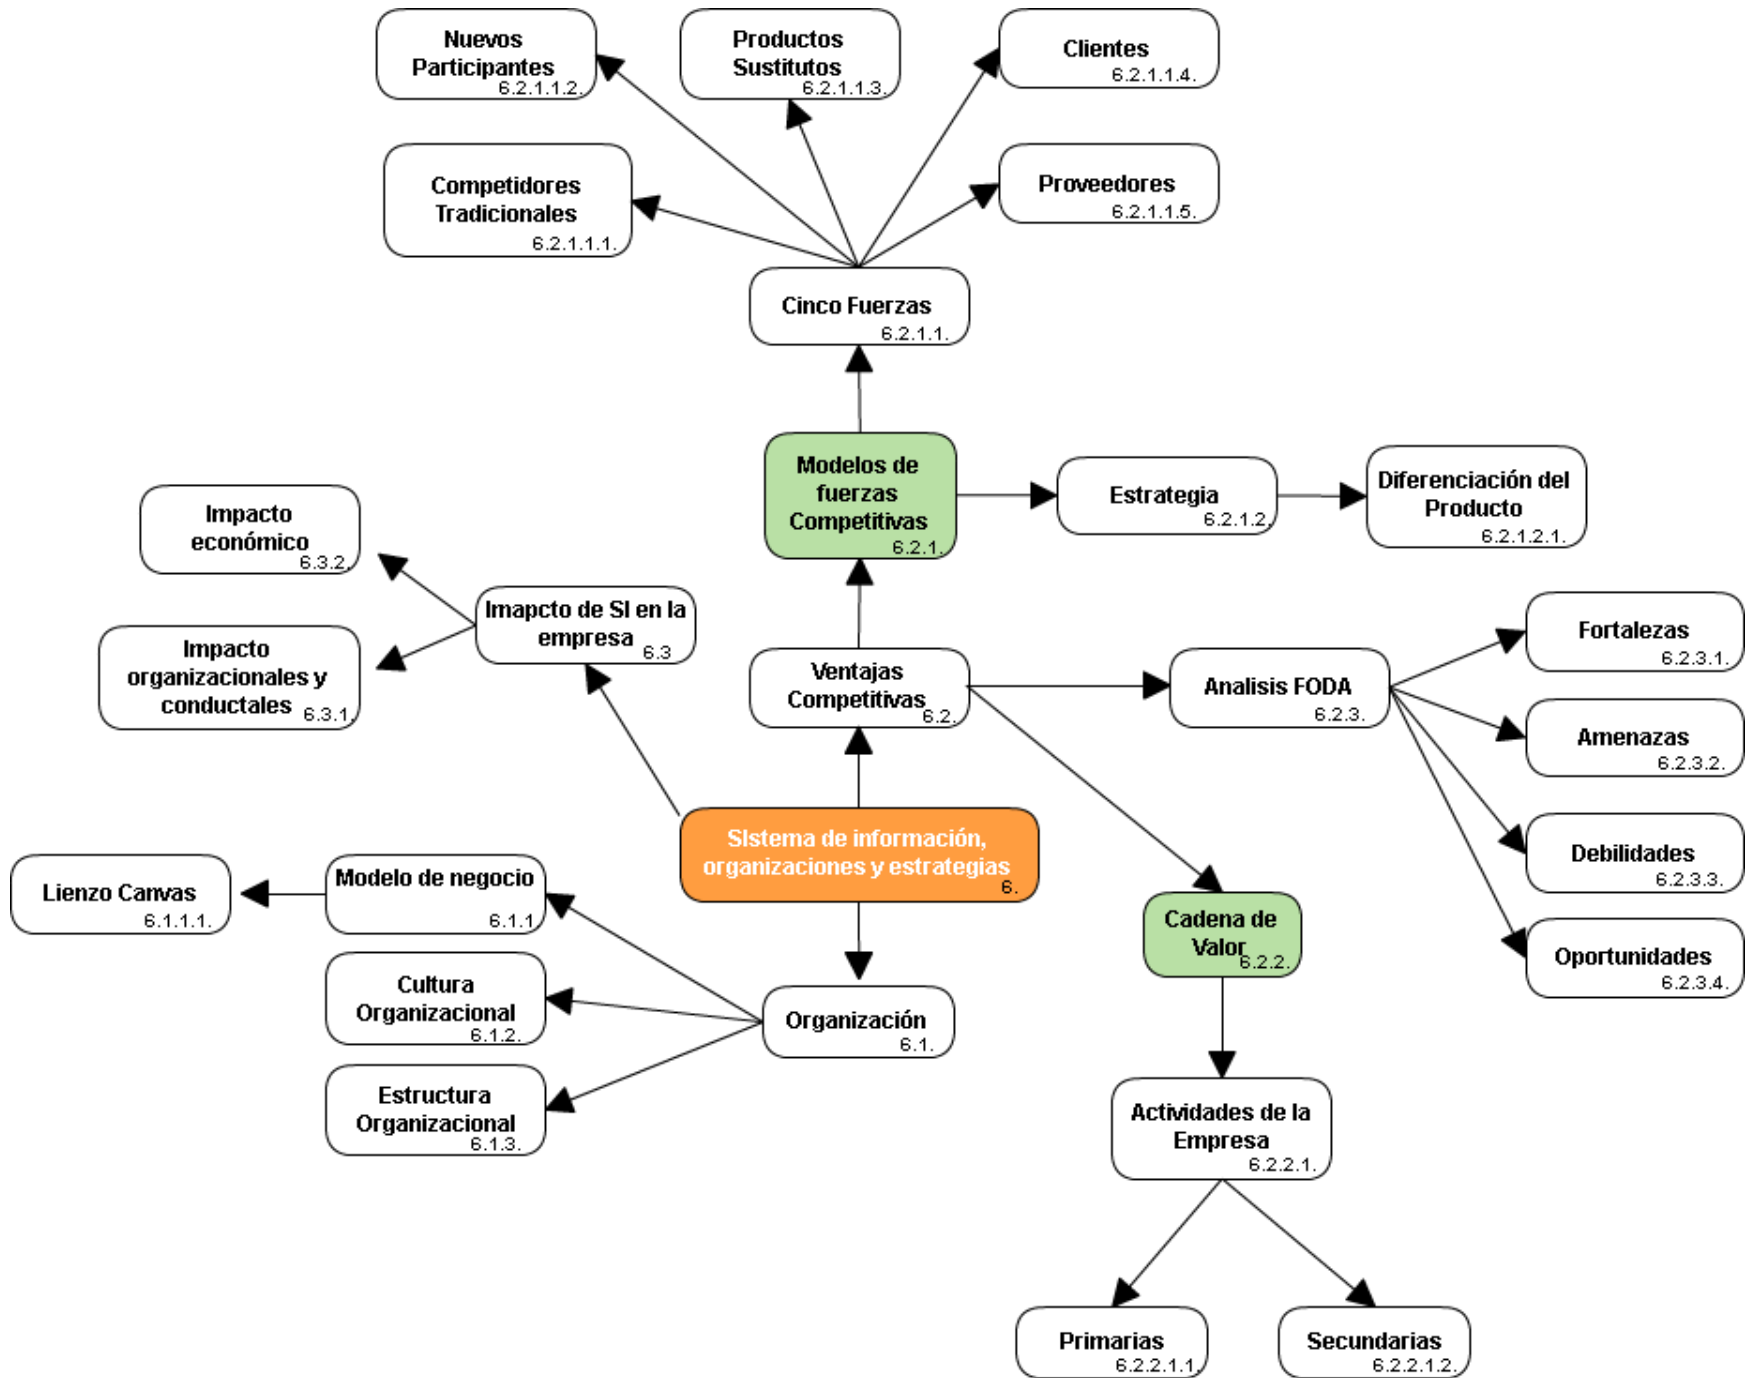 Nuevos
Participantes
6.2.1.1.2.
Productos
Sustitutos
6.2.1.1.3.
Clientes
6.2.1.1.4.
Competidores
Tradicionales
6.2.1.1.1.
Proveedores
6.2.1.1.5.
Cinco Fuerzas
6.2.1.1.
Modelos de
fuerzas
Competitivas
6.2.1.
Estrategia
6.2.1.2.
Diferenciación del
Producto
6.2.1.2.1.
Impacto
económico
6.3.2.
Imapcto de SI en la
empresa
6.3
Impacto
organizacionales y
conductales
6.3.1.
Ventajas
Competitivas
6.2.
Analisis FODA
6.2.3.
Fortalezas
6.2.3.1.
Amenazas
6.2.3.2.
Debilidades
6.2.3.3.
Oportunidades
6.2.3.4.
SIstema de información,
organizaciones y estrategias
6.
Lienzo Canvas
6.1.1.1.
Modelo de negocio
6.1.1
Cultura
Organizacional
6.1.2.
Estructura
Organizacional
6.1.3.
Organización
6.1.
Cadena de
Valor
6.2.2.
Actividades de la
Empresa
6.2.2.1.
Primarias
6.2.2.1.1.
Secundarias
6.2.2.1.2.